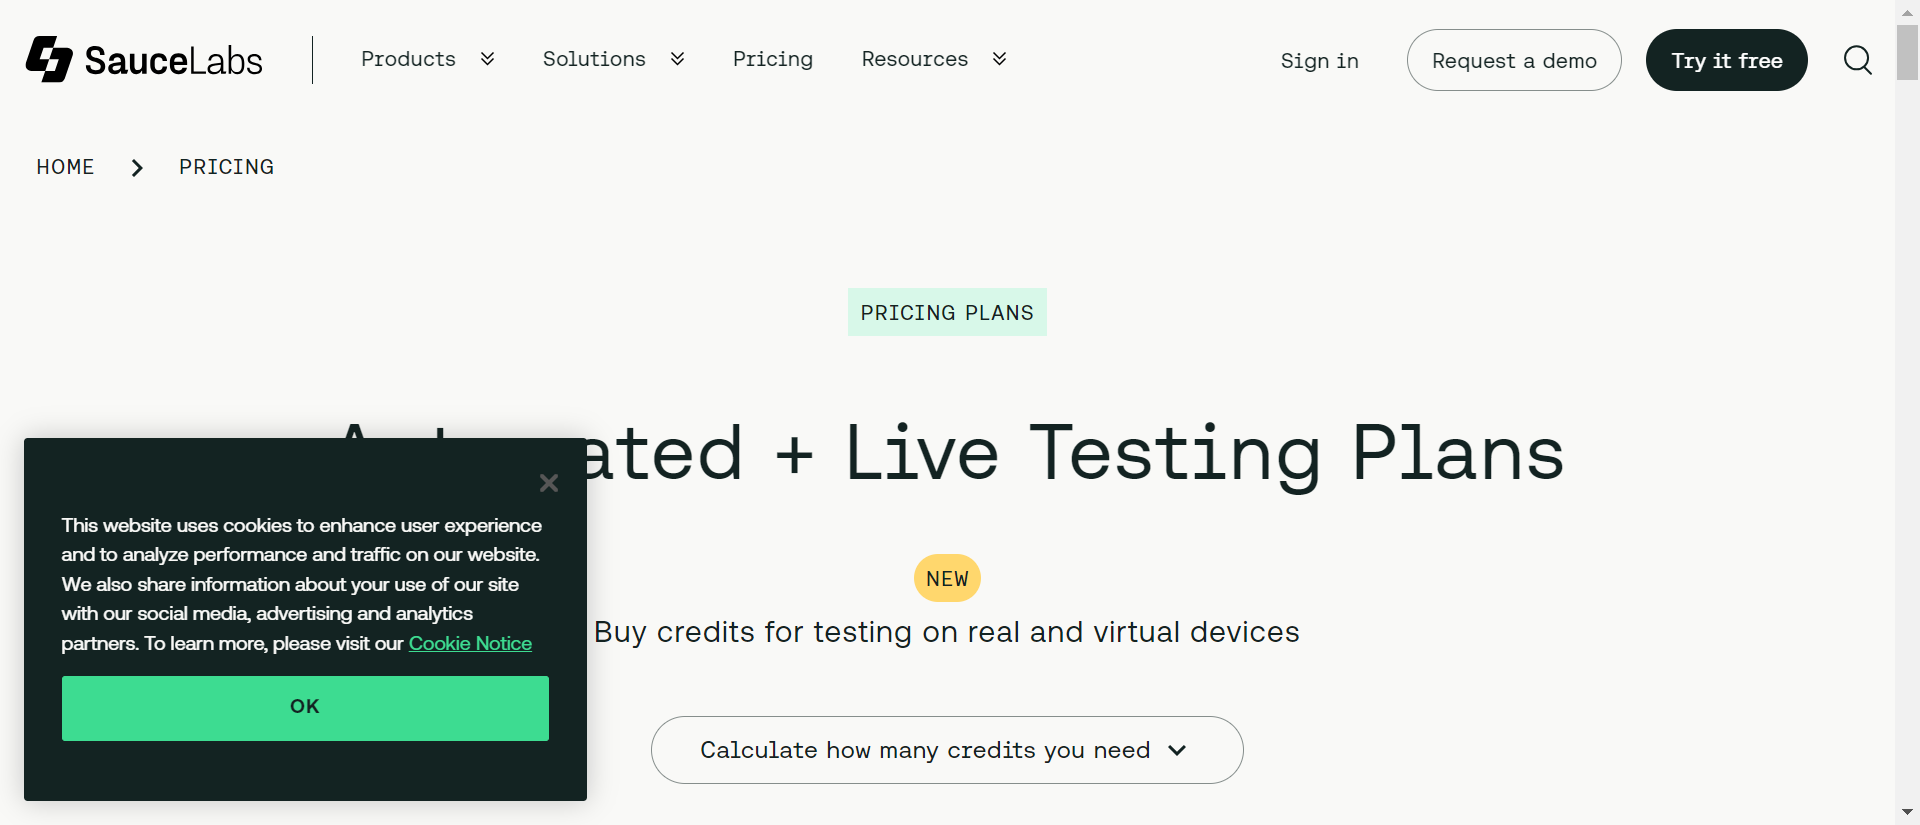 SauceLabs
Products
Solutions
Pricing
Resources
Sign in
Request a demo
Try it free
HOME
PRICING
PRICING PLANS
ated + Live Testing Plans
NEW
Buy credits for testing on real and virtual devices
Calculate how many credits you need
This website uses cookies to enhance user experience
and to analyze performance and traffic on our website.
We also share information about your use of our site
with our social media, advertising and analytics
partners. To learn more, please visit our Cookie Notice
OK